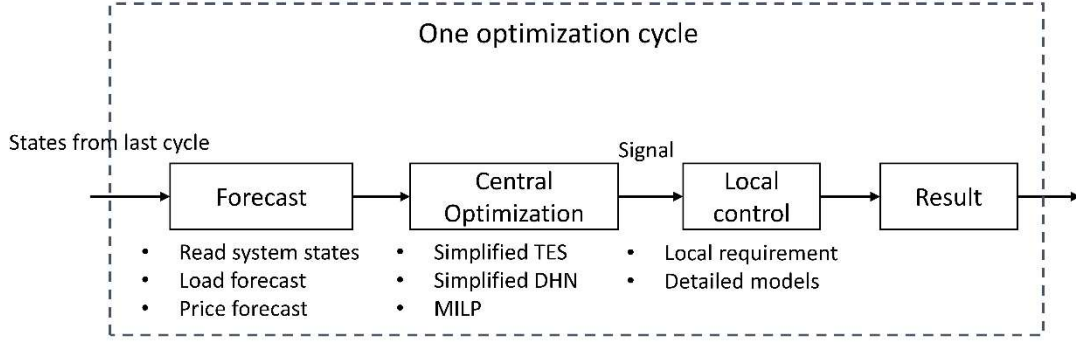 One optimization cycle
States from last cycle
Signal
Forecast
Central
Optimization
Local
control
Result
• Read system states
• Load forecast
• Price forecast
• Simplified TES
• Simplified DHN
• MILP
• Local requirement
• Detailed models